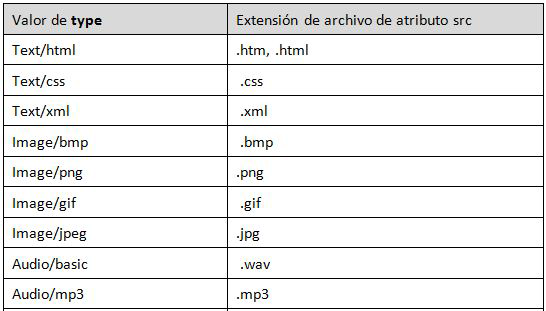 Valor de type Extensión de archivo de atributo src
Text/html .htm, .html
Text/css .css
Text/xml .xml
Image/bmp .bmp
Image/png .png
Image/gif .gif
Image/jpeg .jpg
Audio/basic .wav
Audio/mp3 .mp3